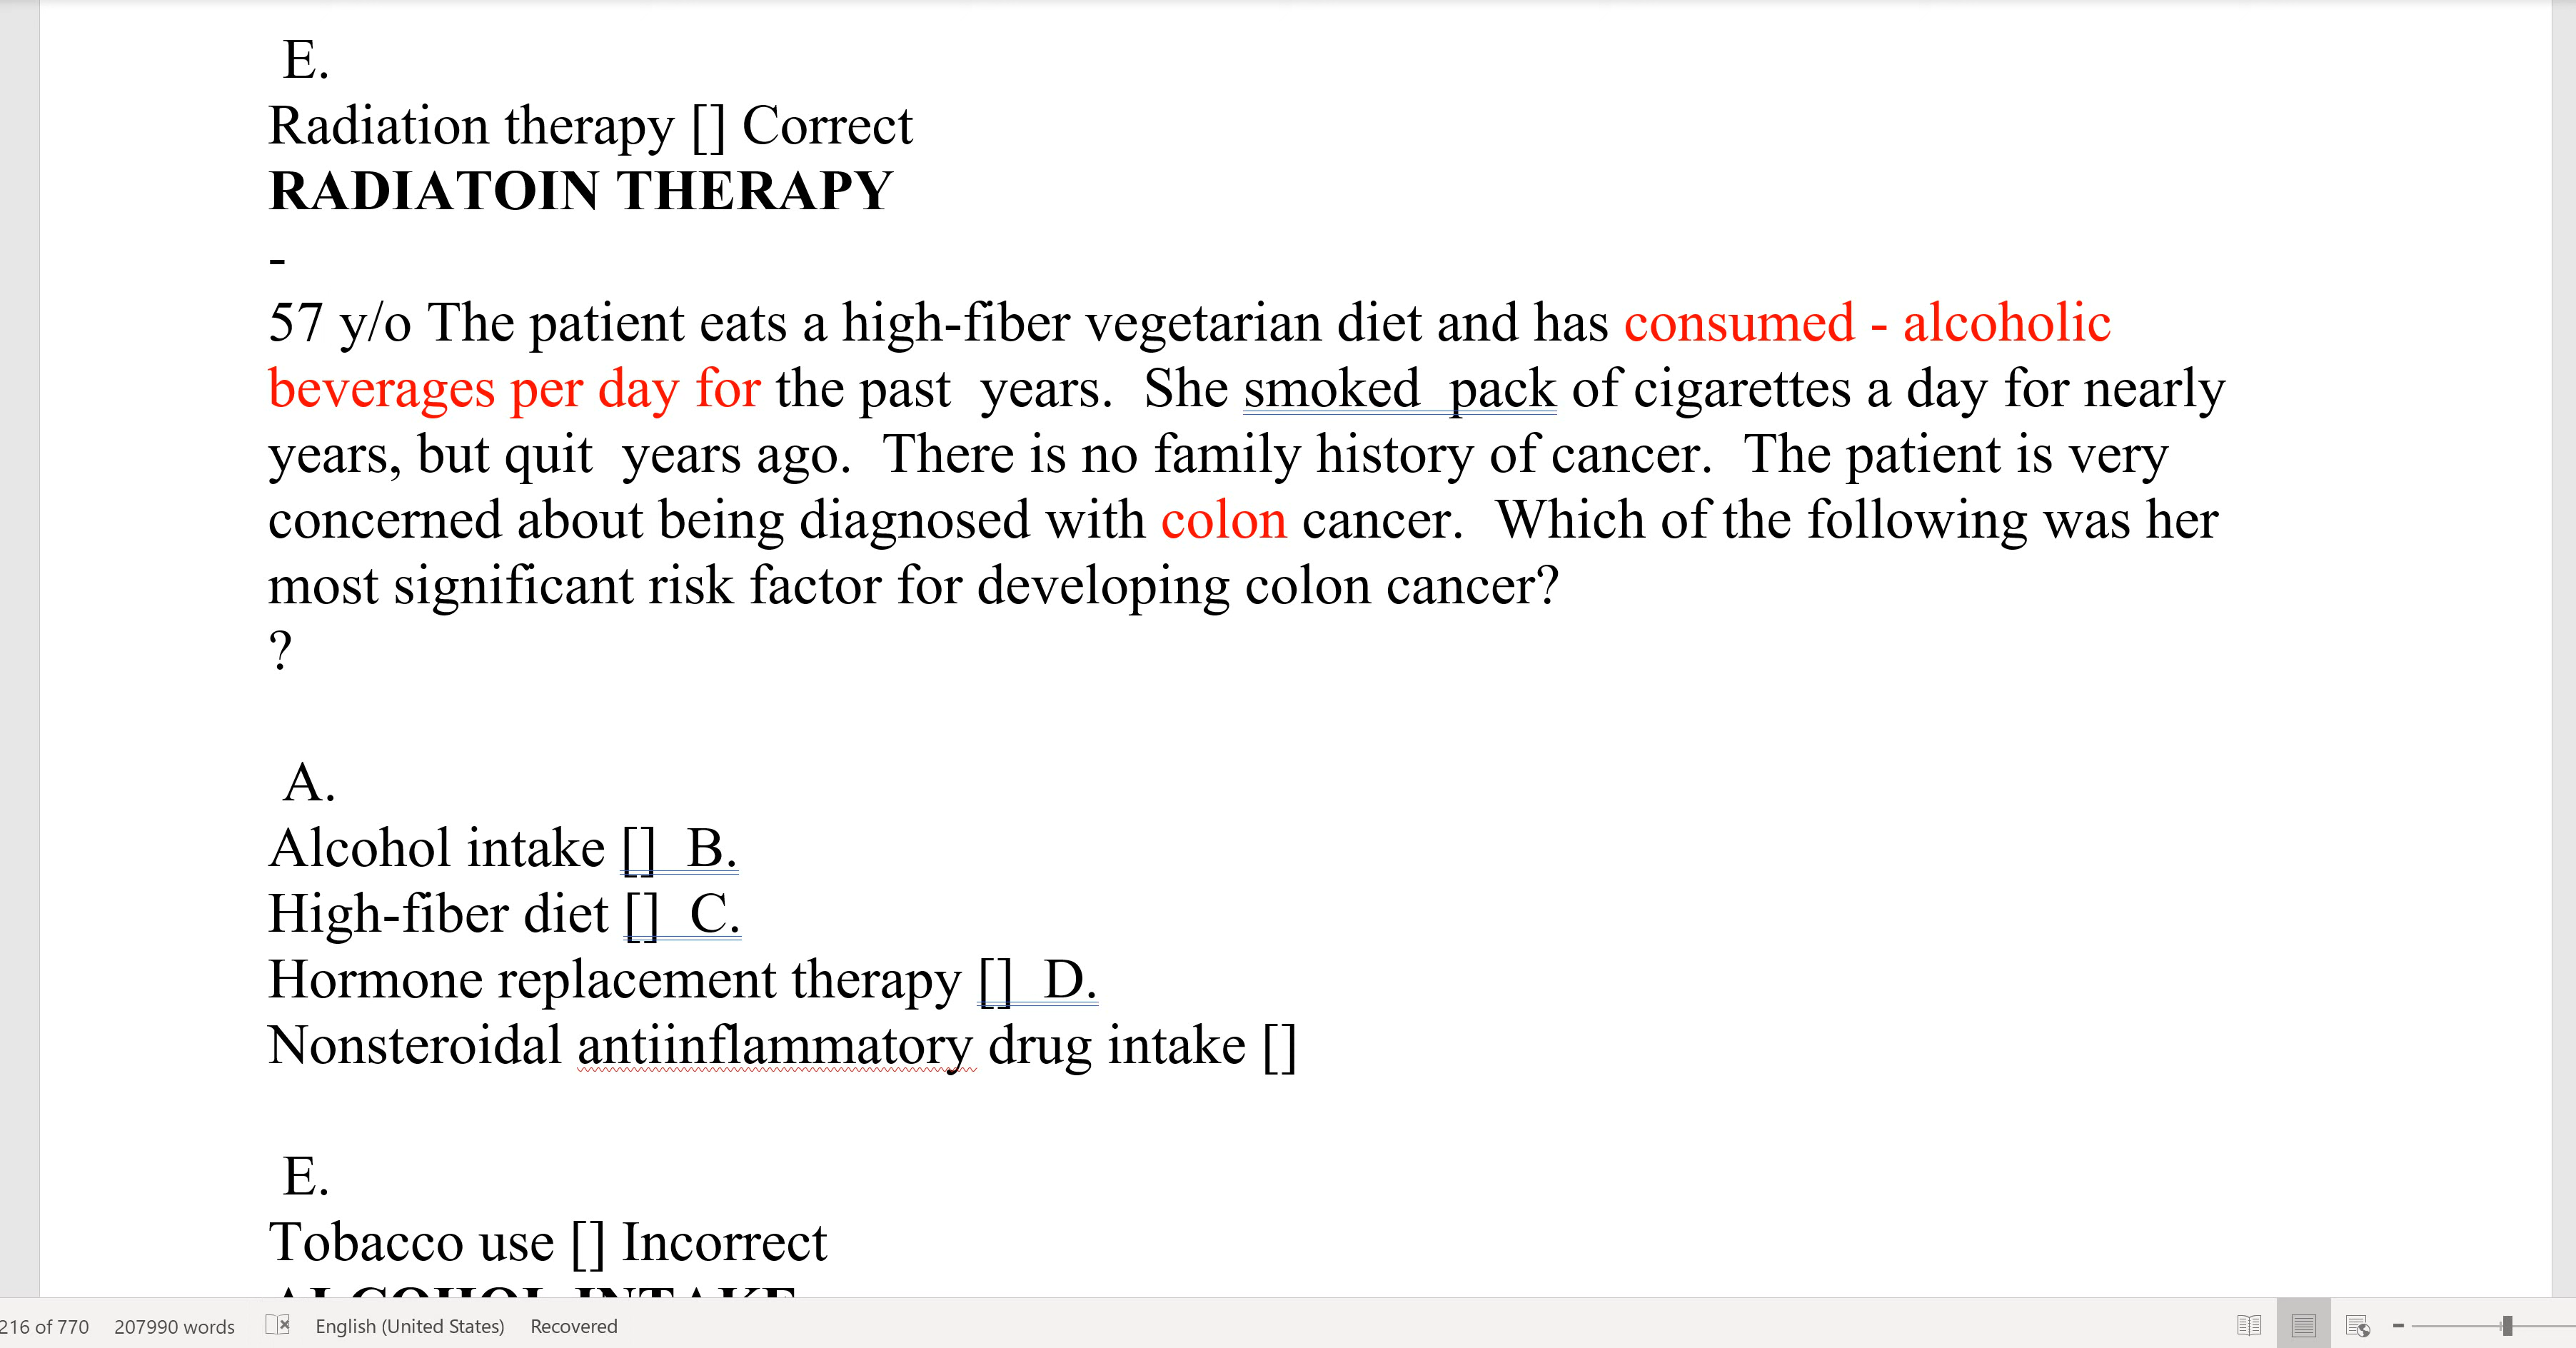 E.
Radiation therapy [] Correct
RADIATOIN THERAPY
-
57 y/o The patient eats a high-fiber vegetarian diet and has consumed - alcoholic
beverages per day for the past  years.  She smoked  pack of cigarettes a day for nearly
years, but quit  years ago.  There is no family history of cancer.  The patient is very
concerned about being diagnosed with colon cancer.  Which of the following was her
most significant risk factor for developing colon cancer?
?
A.
Alcohol intake []  B.
High-fiber diet []  C.
Hormone replacement therapy []  D.
Nonsteroidal antiinflammatory drug intake []
E.
Tobacco use [] Incorrect
ALCOHOL INTAKE
216 of 770 207990 words English (United States) Recovered